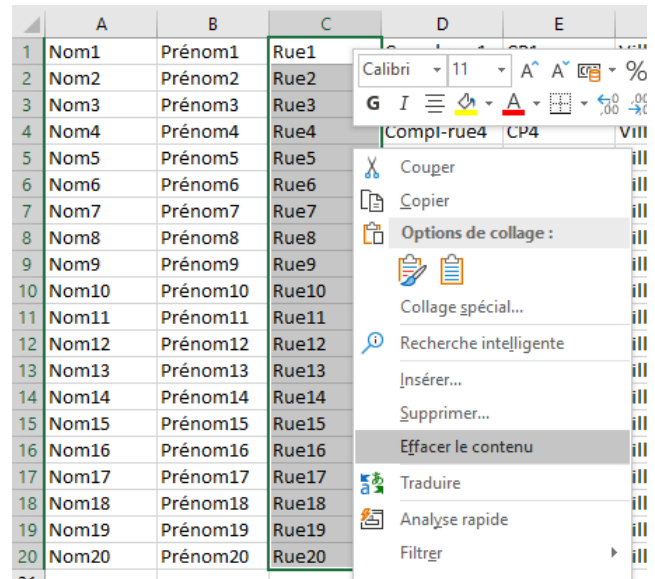 A B C D E
1 Nom1 Prénom1 Rue1
Calibri 11 A A %
2 Nom2 Prénom2 Rue2
3 Nom3 Prénom3 Rue3 G I A ,00
4 Nom4 Prénom4 Rue4 Compl-rue4 CP4
5 Nom5 Prénom5 Rue5
Couper
6 Nom6 Prénom6 Rue6
Copier
7 Nom7 Prénom7 Rue7
8 Nom8 Prénom8 Rue8 Options de collage :
9 Nom9 Prénom9 Rue9
10 Nom10 Prénom10 Rue10
Collage spécial...
11 Nom11 Prénom11 Rue11
12 Nom12 Prénom12 Rue12 Recherche intelligente
13 Nom13 Prénom13 Rue13 Insérer...
14 Nom14 Prénom14 Rue14
Supprimer...
15 Nom15 Prénom15 Rue15
16 Nom16 Prénom16 Rue16 Effacer le contenu
17 Nom17 Prénom17 Rue17 Traduire
18 Nom18 Prénom18 Rue18
Analyse rapide
19 Nom19 Prénom19 Rue19
20 Nom20 Prénom20 Rue20 Filtrer